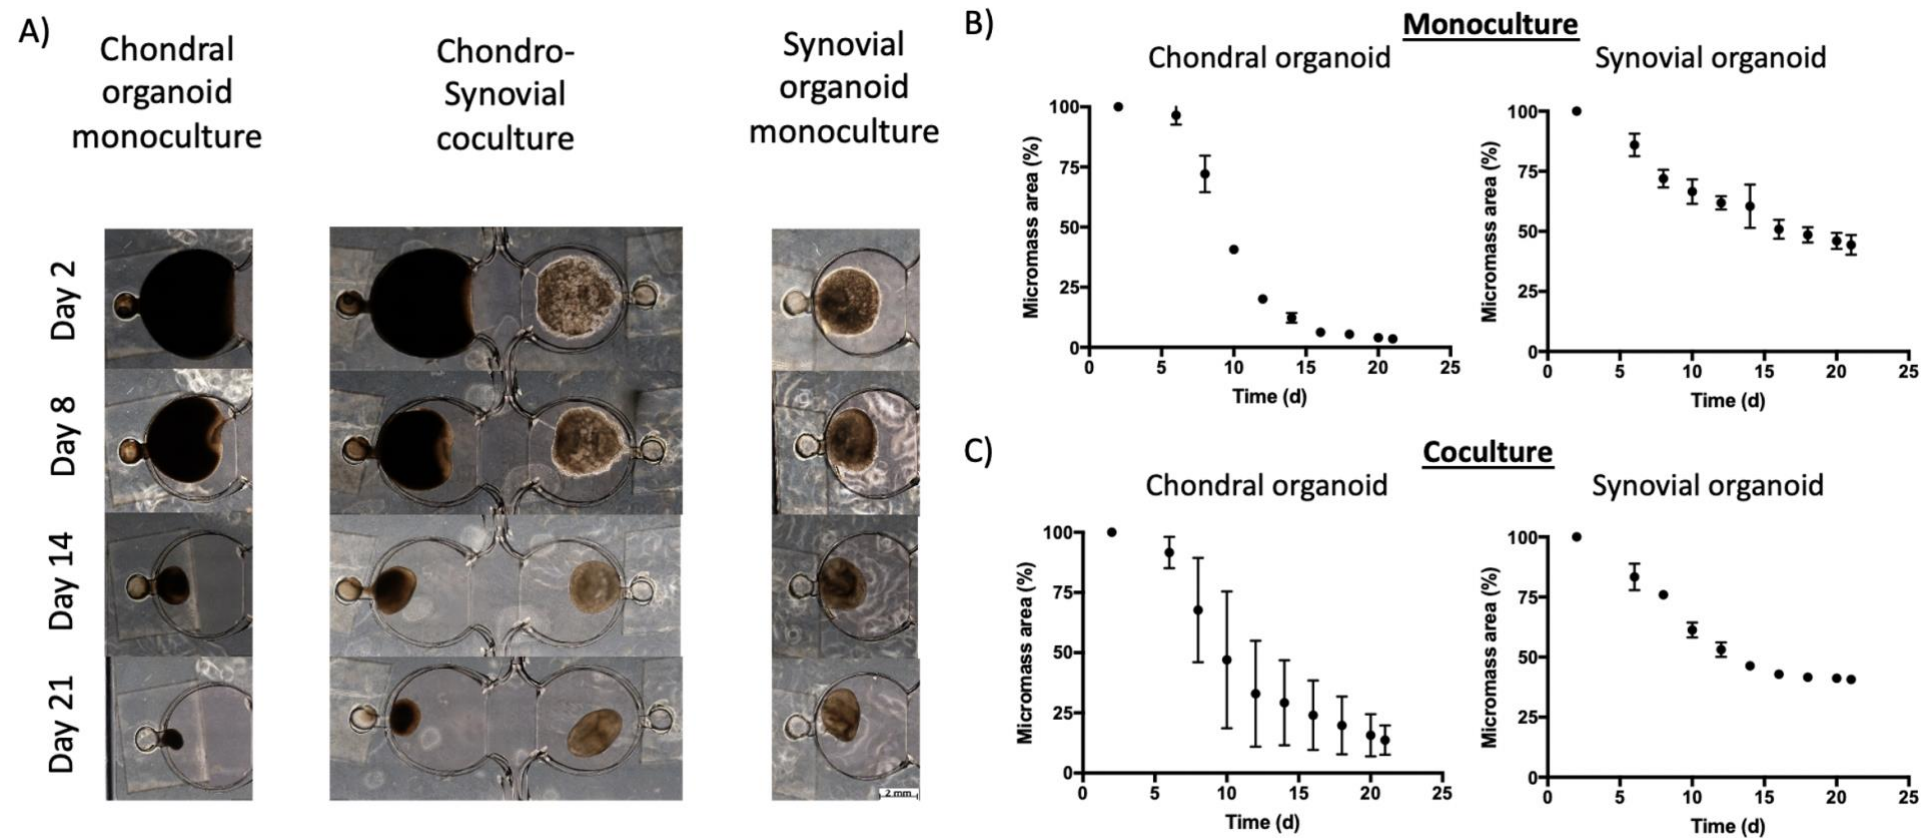 A)
Chondral
organoid
monoculture
Chondro-
Synovial
coculture
Synovial
organoid
monoculture
Day 2
Day 8
Day 14
Day 21
2 mm
B)
Monoculture
Chondral organoid
Micromass area (%)
100
75
50
25
0
0 5 10 15 20 25
Time (d)
Synovial organoid
Micromass area (%)
100
75
50
25
0
0 5 10 15 20 25
Time (d)
C)
Coculture
Chondral organoid
Micromass area (%)
100
75
50
25
0
0 5 10 15 20 25
Time (d)
Synovial organoid
Micromass area (%)
100
75
50
25
0
0 5 10 15 20 25
Time (d)